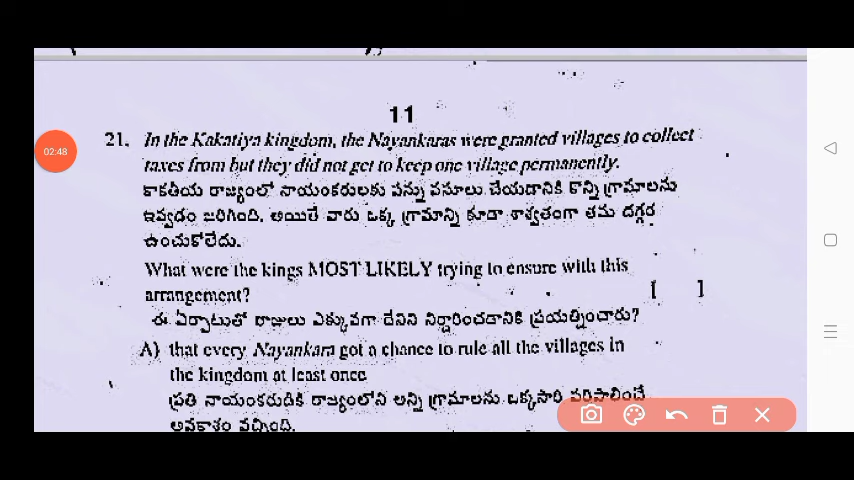 11
02:48
21. In the Kakatiya kingdom, the Nayankaras were granted villages to collect
taxes from but they did not get to keep one village permanently.
కాకతీయ రాజ్యంలో నాయంకరులకు పన్ను వసూలు చేయడానికి కొన్ని గ్రామాలను
ఇవ్వడం జరిగింది. అయితే వారు ఒక్క గ్రామాన్ని కూడా శాశ్వతంగా తమ దగ్గర
ఉంచుకోలేదు.
What were the kings MOST LIKELY trying to ensure with this
arrangement? [ ]
ఈ ఏర్పాటుతో రాజులు ఎక్కువగా దేనిని నిర్ధారించడానికి ప్రయత్నించారు?
A) that every Nayankara got a chance to rule all the villages in
the kingdom at least once
ప్రతి నాయంకరుడికి రాజ్యంలోని అన్ని గ్రామాలను ఒక్కసారి పరిపాలించే
అవకాశం వచ్చింది.